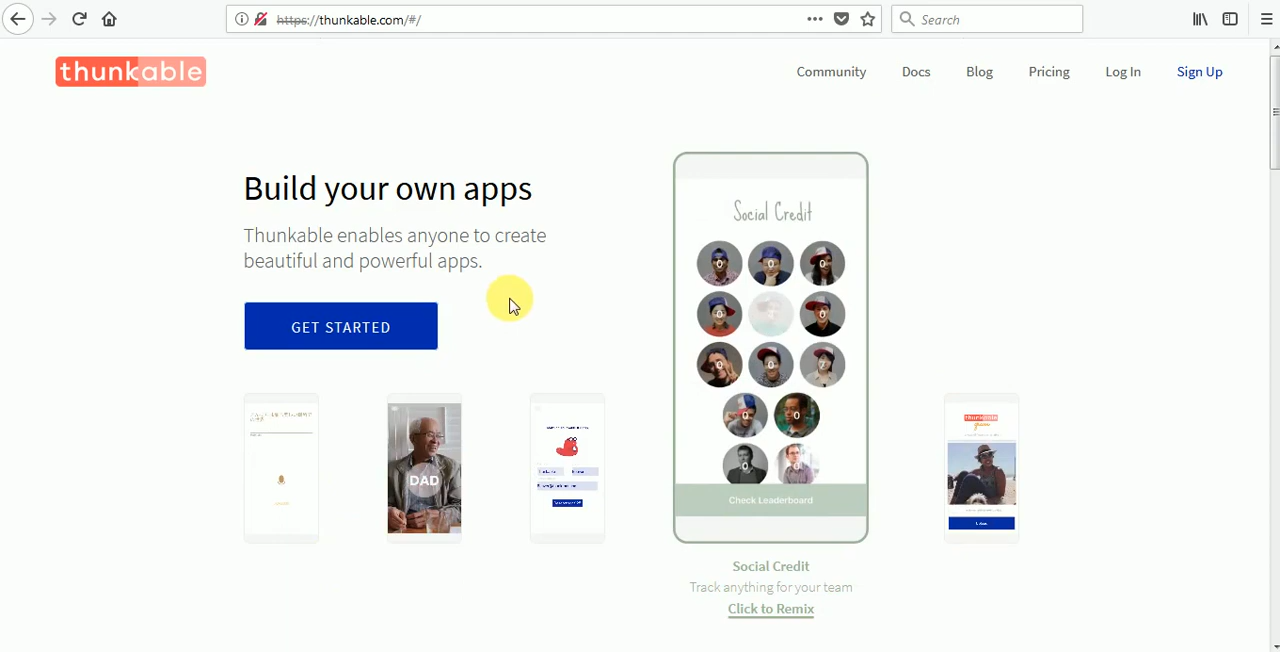 https://thunkable.com/#/
Search
thunkable
Community
Docs
Blog
Pricing
Log In
Sign Up
Build your own apps
Thunkable enables anyone to create
beautiful and powerful apps.
GET STARTED
Social Credit
DAD
Check Leaderboard
thunkable
Social Credit
Track anything for your team
Click to Remix